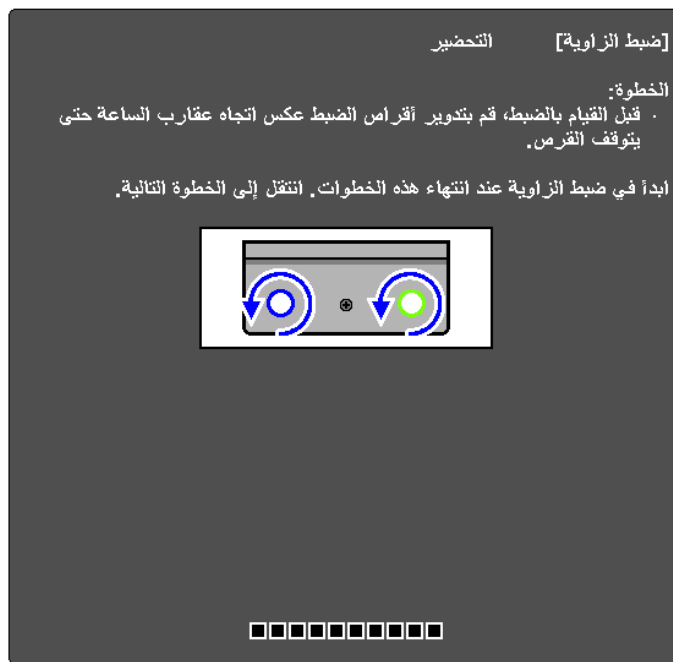 [ضبط الزاوية] التحضير
الخطوة:
· قبل القيام بالضبط، قم بتدوير أقراص الضبط عكس اتجاه عقارب الساعة حتى
يتوقف القرص.
ابدأ في ضبط الزاوية عند انتهاء هذه الخطوات. انتقل إلى الخطوة التالية.